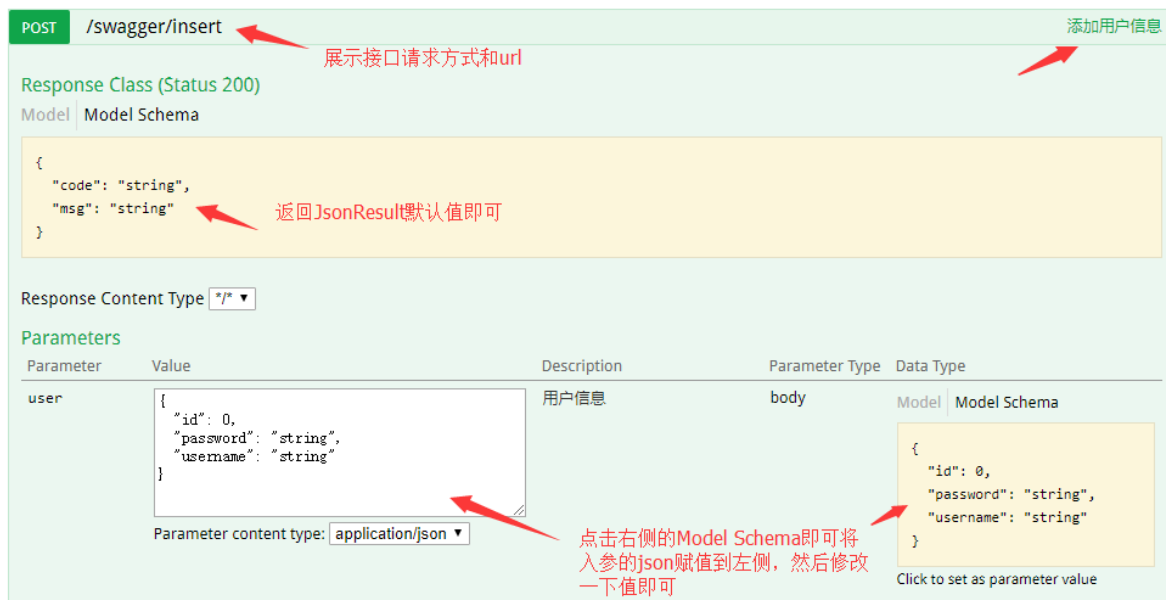 POST /swagger/insert 添加用户信息
展示接口请求方式和url
Response Class (Status 200)
Model Model Schema
{
"code": "string",
"msg": "string"
}
返回JsonResult默认值即可
Response Content Type */*
Parameters
Parameter Value Description Parameter Type Data Type
user
{
"id": 0,
"password": "string",
"username": "string"
}
Parameter content type: application/json
用户信息
body
Model Model Schema
{
"id": 0,
"password": "string",
"username": "string"
}
Click to set as parameter value
点击右侧的Model Schema即可将
入参的json赋值到左侧，然后修改
一下值即可